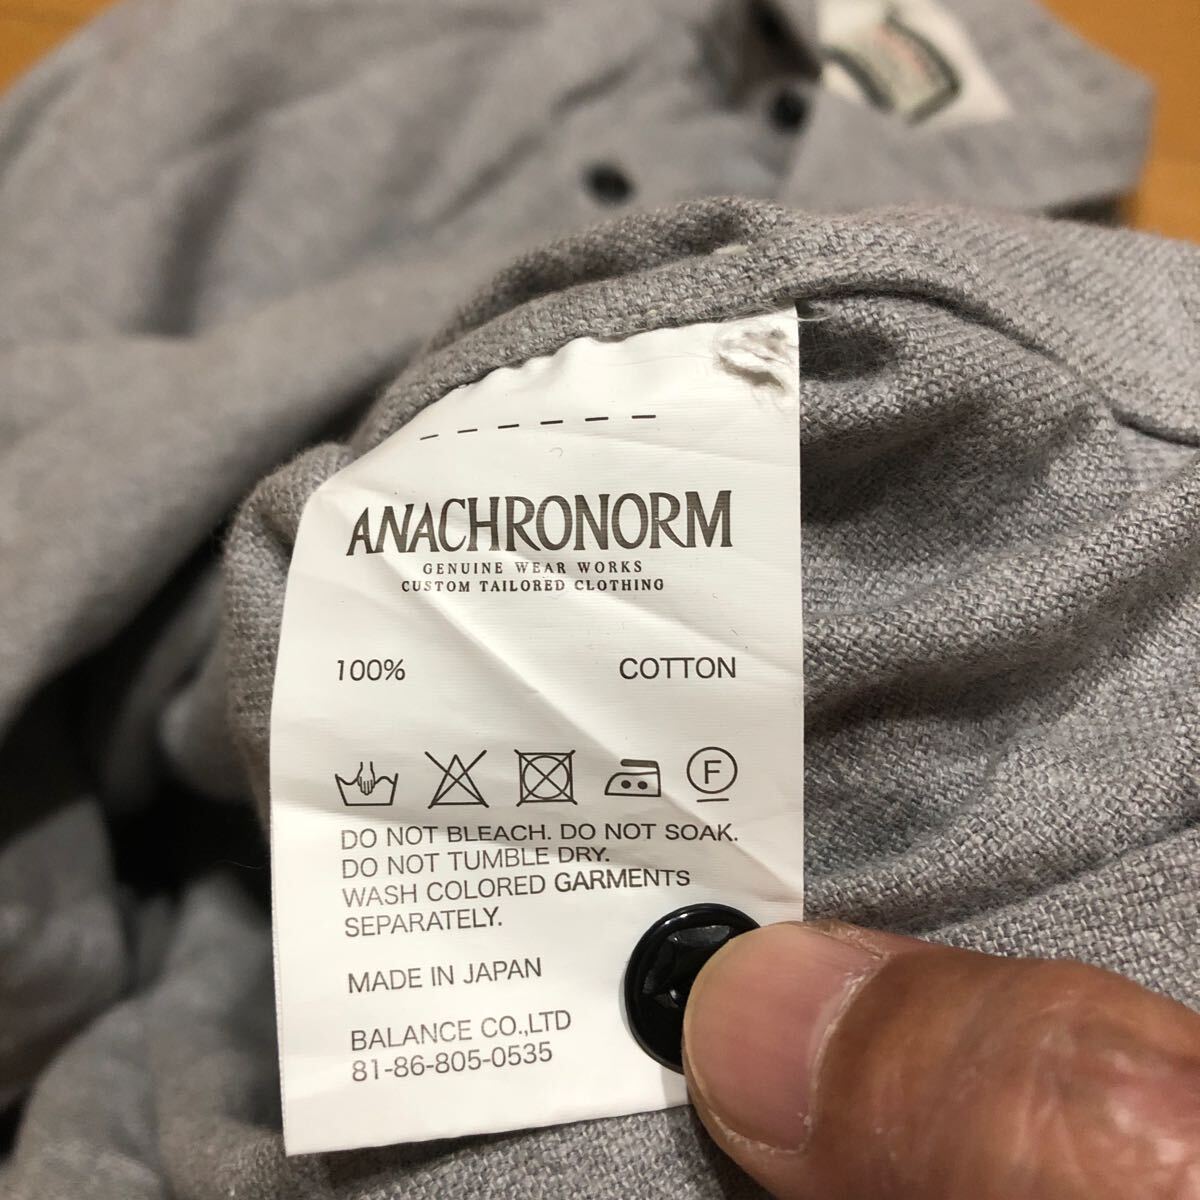 ANACHRONORM
GENUINE WEAR WORKS
CUSTOM TAILORED CLOTHING
100% COTTON
F
DO NOT BLEACH. DO NOT SOAK.
DO NOT TUMBLE DRY.
WASH COLORED GARMENTS
SEPARATELY.
MADE IN JAPAN
BALANCE CO.,LTD
81-86-805-0535